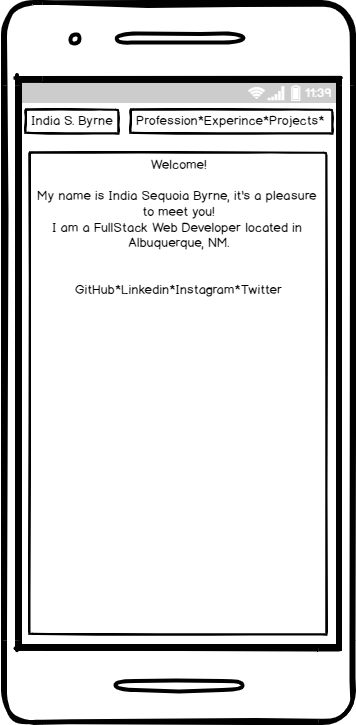 11:39
India S. Byrne
Profession*Experince*Projects*
Welcome!
My name is India Sequoia Byrne, it's a pleasure
to meet you!
I am a FullStack Web Developer located in
Albuquerque, NM.
GitHub*Linkedin*Instagram*Twitter